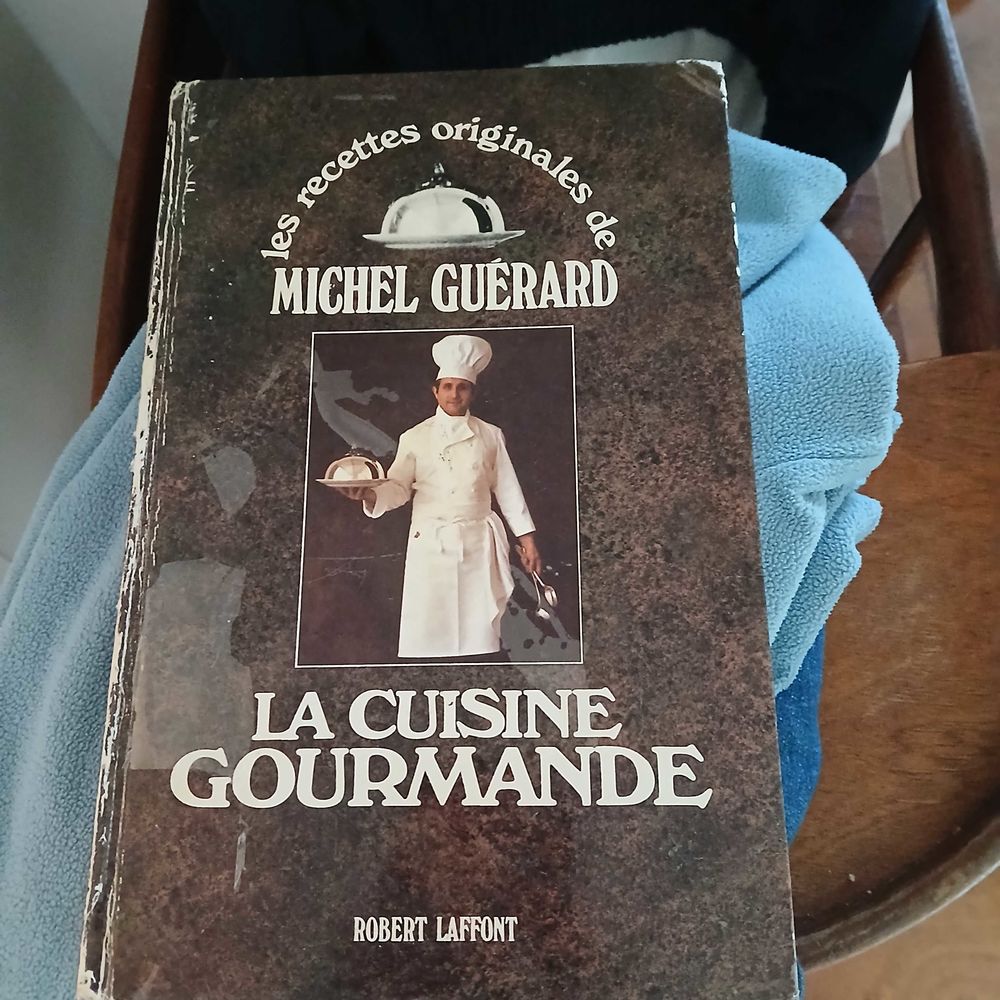 les recettes originales de
MICHEL GUÉRARD
LA CUISINE
GOURMANDE
ROBERT LAFFONT